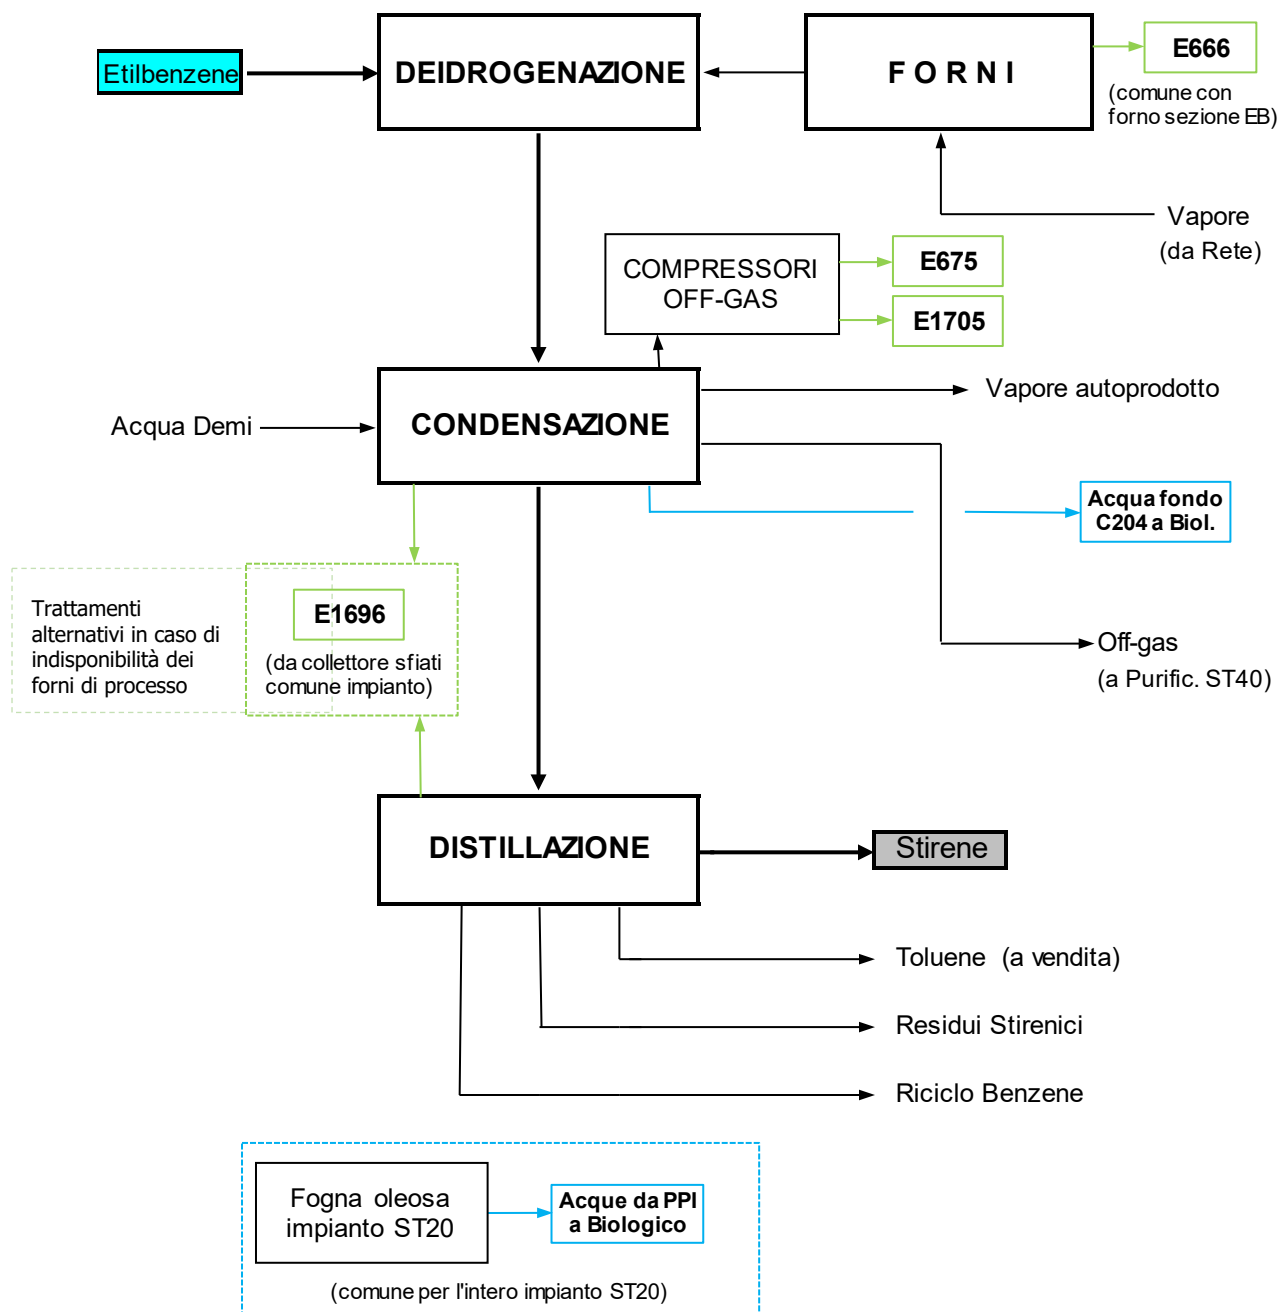 Etilbenzene
DEIDROGENAZIONE
F O R N I
E666
(comune con
forno sezione EB)
Vapore
(da Rete)
COMPRESSORI
OFF-GAS
E675
E1705
Vapore autoprodotto
Acqua Demi
CONDENSAZIONE
Acqua fondo
C204 a Biol.
Trattamenti
alternativi in caso di
indisponibilità dei
forni di processo
E1696
(da collettore sfiati
comune impianto)
Off-gas
(a Purific. ST40)
DISTILLAZIONE
Stirene
Toluene (a vendita)
Residui Stirenici
Riciclo Benzene
Fogna oleosa
impianto ST20
Acque da PPI
a Biologico
(comune per l'intero impianto ST20)